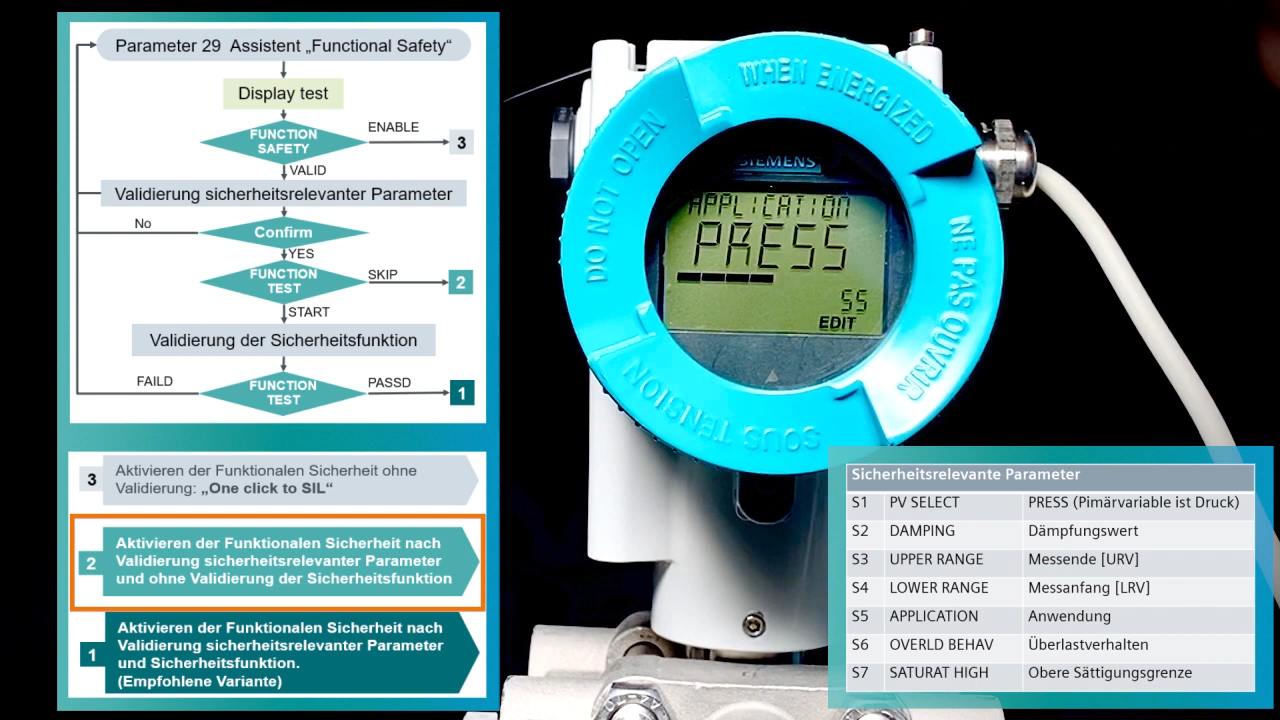 Parameter 29 Assistent „Functional Safety“
Display test
FUNCTION
SAFETY
ENABLE
3
VALID
Validierung sicherheitsrelevanter Parameter
No
Confirm
YES
FUNCTION
TEST
SKIP
2
START
Validierung der Sicherheitsfunktion
FAILD
FUNCTION
TEST
PASSD
1
3
Aktivieren der Funktionalen Sicherheit ohne
Validierung: „One click to SIL“
2
Aktivieren der Funktionalen Sicherheit nach
Validierung sicherheitsrelevanter Parameter
und ohne Validierung der Sicherheitsfunktion
1
Aktivieren der Funktionalen Sicherheit nach
Validierung sicherheitsrelevanter Parameter
und Sicherheitsfunktion.
(Empfohlene Variante)
DO NOT OPEN
WHEN ENERGIZED
NE PAS OUVRIR
SOUS TENSION
SIEMENS
APPLICATION
PRESS
S5
EDIT
Sicherheitsrelevante Parameter
S1 PV SELECT PRESS (Pimärvariable ist Druck)
S2 DAMPING Dämpfungswert
S3 UPPER RANGE Messende [URV]
S4 LOWER RANGE Messanfang [LRV]
S5 APPLICATION Anwendung
S6 OVERLD BEHAV Überlastverhalten
S7 SATURAT HIGH Obere Sättigungsgrenze